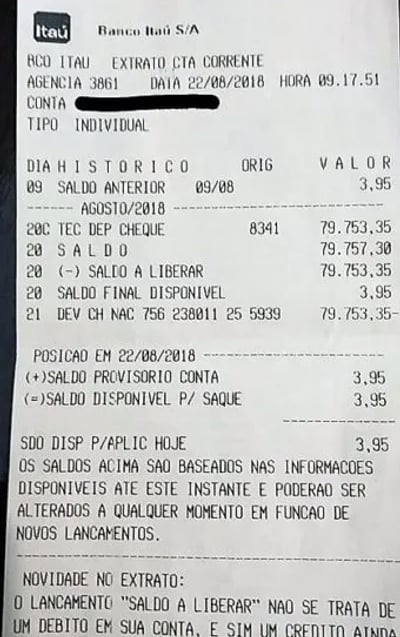 Itaú Banco Itaú S/A
BCO ITAU EXTRATO CTA CORRENTE
AGENCIA 3861 DATA 22/08/2018 HORA 09.17.51
CONTA
TIPO INDIVIDUAL
DIA H I S T O R I C O ORIG V A L O R
09 SALDO ANTERIOR 09/08 3,95
------ AGOSTO/2018 --------------------
20C TEC DEP CHEQUE 8341 79.753,35
20 S A L D O 79.757,30
20 (-) SALDO A LIBERAR 79.753,35
20 SALDO FINAL DISPONIVEL 3,95
21 DEV CH NAC 756 238011 25 5939 79.753,35-
POSICAO EM 22/08/2018 --------------------
(+)SALDO PROVISORIO CONTA 3,95
(=)SALDO DISPONIVEL P/ SAQUE 3,95
--------------
SDO DISP P/APLIC HOJE 3,95
OS SALDOS ACIMA SAO BASEADOS NAS INFORMACOES
DISPONIVEIS ATE ESTE INSTANTE E PODERAO SER
ALTERADOS A QUALQUER MOMENTO EM FUNCAO DE
NOVOS LANCAMENTOS.
------------------------------------------
NOVIDADE NO EXTRATO:
O LANCAMENTO "SALDO A LIBERAR" NAO SE TRATA DE
UM DEBITO EM SUA CONTA, E SIM UM CREDITO AINDA